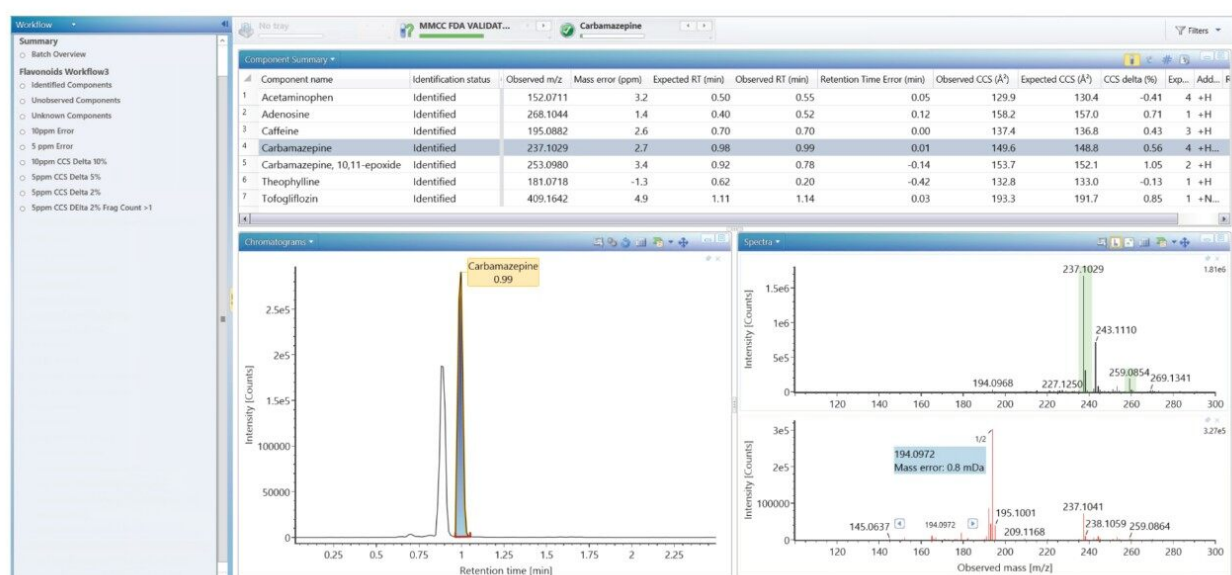 Workflow
Summary
Batch Overview
Flavonoids Workflow3
Identified Components
Unobserved Components
Unknown Components
10ppm Error
5 ppm Error
10ppm CCS Delta 10%
5ppm CCS Delta 5%
5ppm CCS Delta 2%
5ppm CCS DElta 2% Frag Count >1
No tray
MMCC FDA VALIDAT...
Carbamazepine
Filters
Component Summary
Component name Identification status Observed m/z Mass error (ppm) Expected RT (min) Observed RT (min) Retention Time Error (min) Observed CCS (Å²) Expected CCS (Å²) CCS delta (%) Exp... Add... R
1 Acetaminophen Identified 152.0711 3.2 0.50 0.55 0.05 129.9 130.4 -0.41 4 +H
2 Adenosine Identified 268.1044 1.4 0.40 0.52 0.12 158.2 157.0 0.71 1 +H
3 Caffeine Identified 195.0882 2.6 0.70 0.70 0.00 137.4 136.8 0.43 3 +H
4 Carbamazepine Identified 237.1029 2.7 0.98 0.99 0.01 149.6 148.8 0.56 4 +H...
5 Carbamazepine, 10,11-epoxide Identified 253.0980 3.4 0.92 0.78 -0.14 153.7 152.1 1.05 2 +H
6 Theophylline Identified 181.0718 -1.3 0.62 0.20 -0.42 132.8 133.0 -0.13 1 +H
7 Tofogliflozin Identified 409.1642 4.9 1.11 1.14 0.03 193.3 191.7 0.85 1 +N...
Chromatograms
Carbamazepine
0.99
2.5e5
2e5
1.5e5
100000
50000
0
Intensity [Counts]
0.25 0.5 0.75 1 1.25 1.5 1.75 2 2.25
Retention time [min]
Spectra
1.81e6
237.1029
1.5e6
1e6
5e5
0
Intensity [Counts]
243.1110
194.0968
227.1250
259.0854
269.1341
120 140 160 180 200 220 240 260 280 300
3.27e5
3e5
2e5
100000
0
Intensity [Counts]
1/2
194.0972
Mass error: 0.8 mDa
145.0637
194.0972
195.1001
209.1168
237.1041
238.1059
259.0864
120 140 160 180 200 220 240 260 280 300
Observed mass [m/z]